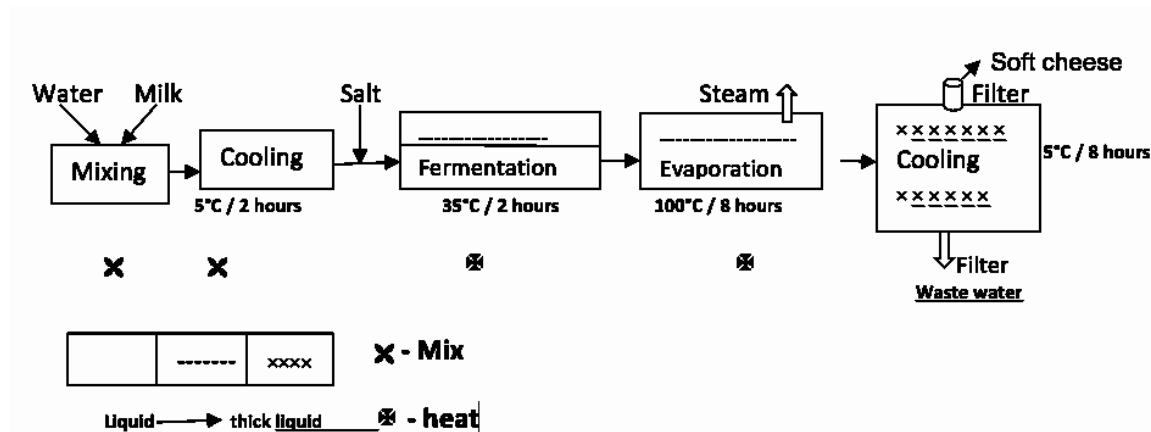 Soft cheese
Water Milk Salt Steam Filter
Mixing Cooling Fermentation Evaporation Cooling
5°C / 2 hours 35°C / 2 hours 100°C / 8 hours 5°C / 8 hours
Filter
Waste water
- Mix
Liquid thick liquid - heat